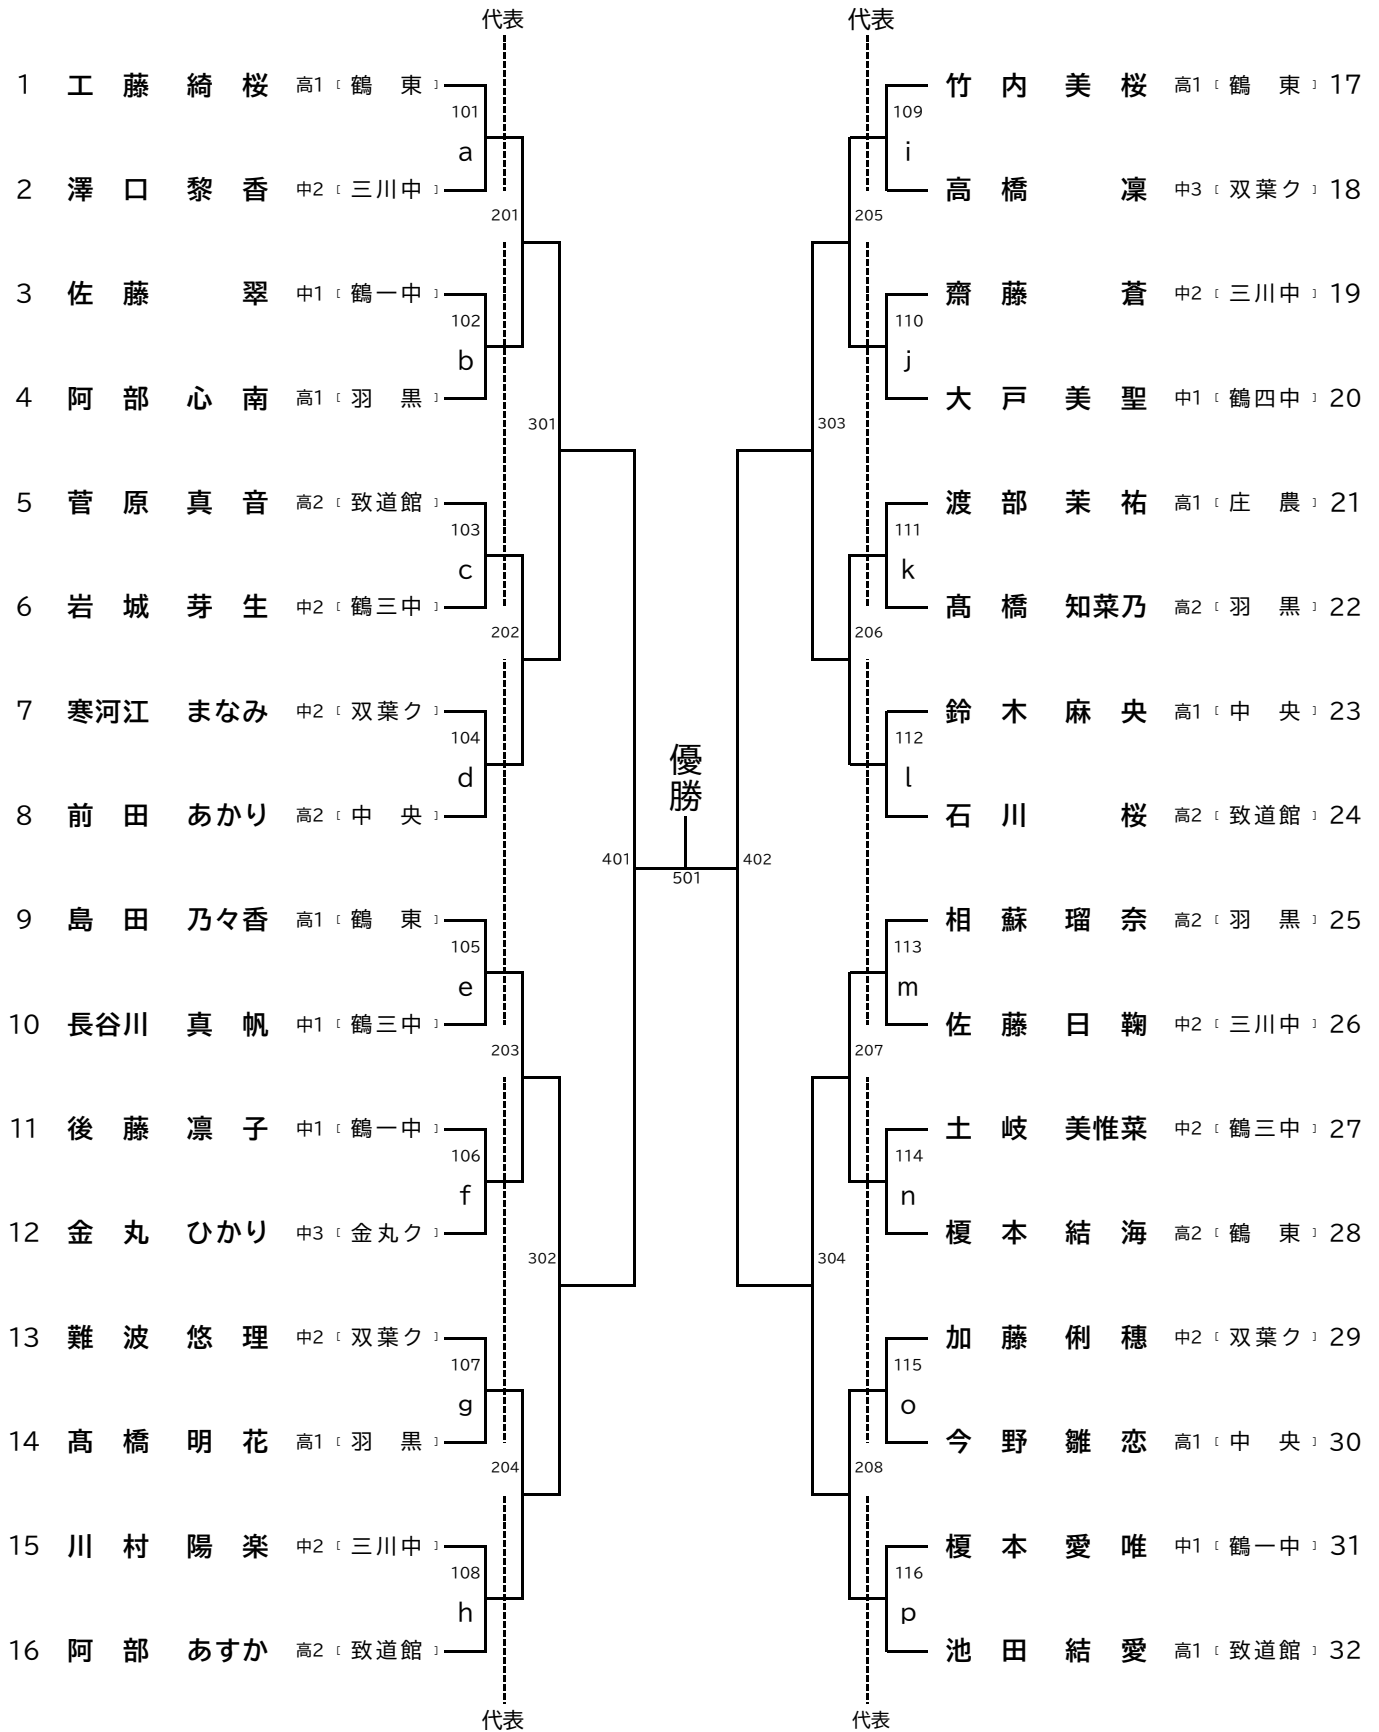 代表 代表
1 工藤 綺桜 高1 [ 鶴東 ] 竹内 美桜 高1 [ 鶴東 ] 17
101 109
a i
2 澤口 黎香 中2 [ 三川中 ] 高橋 凜 中3 [ 双葉ク ] 18
201 205
3 佐藤 翠 中1 [ 鶴一中 ] 齋藤 蒼 中2 [ 三川中 ] 19
102 110
b j
4 阿部 心南 高1 [ 羽黒 ] 大戸 美聖 中1 [ 鶴四中 ] 20
301 303
5 菅原 真音 高2 [ 致道館 ] 渡部 茉祐 高1 [ 庄農 ] 21
103 111
c k
6 岩城 芽生 中2 [ 鶴三中 ] 髙橋 知菜乃 高2 [ 羽黒 ] 22
202 206
7 寒河江 まなみ 中2 [ 双葉ク ] 鈴木 麻央 高1 [ 中央 ] 23
104 112
d l
優勝
8 前田 あかり 高2 [ 中央 ] 石川 桜 高2 [ 致道館 ] 24
401 402
501
9 島田 乃々香 高1 [ 鶴東 ] 相蘇 瑠奈 高2 [ 羽黒 ] 25
105 113
e m
10 長谷川 真帆 中1 [ 鶴三中 ] 佐藤 日鞠 中2 [ 三川中 ] 26
203 207
11 後藤 凛子 中1 [ 鶴一中 ] 土岐 美惟菜 中2 [ 鶴三中 ] 27
106 114
f n
12 金丸 ひかり 中3 [ 金丸ク ] 榎本 結海 高2 [ 鶴東 ] 28
302 304
13 難波 悠理 中2 [ 双葉ク ] 加藤 俐穂 中2 [ 双葉ク ] 29
107 115
g o
14 髙橋 明花 高1 [ 羽黒 ] 今野 雛恋 高1 [ 中央 ] 30
204 208
15 川村 陽楽 中2 [ 三川中 ] 榎本 愛唯 中1 [ 鶴一中 ] 31
108 116
h p
16 阿部 あすか 高2 [ 致道館 ] 池田 結愛 高1 [ 致道館 ] 32
代表 代表